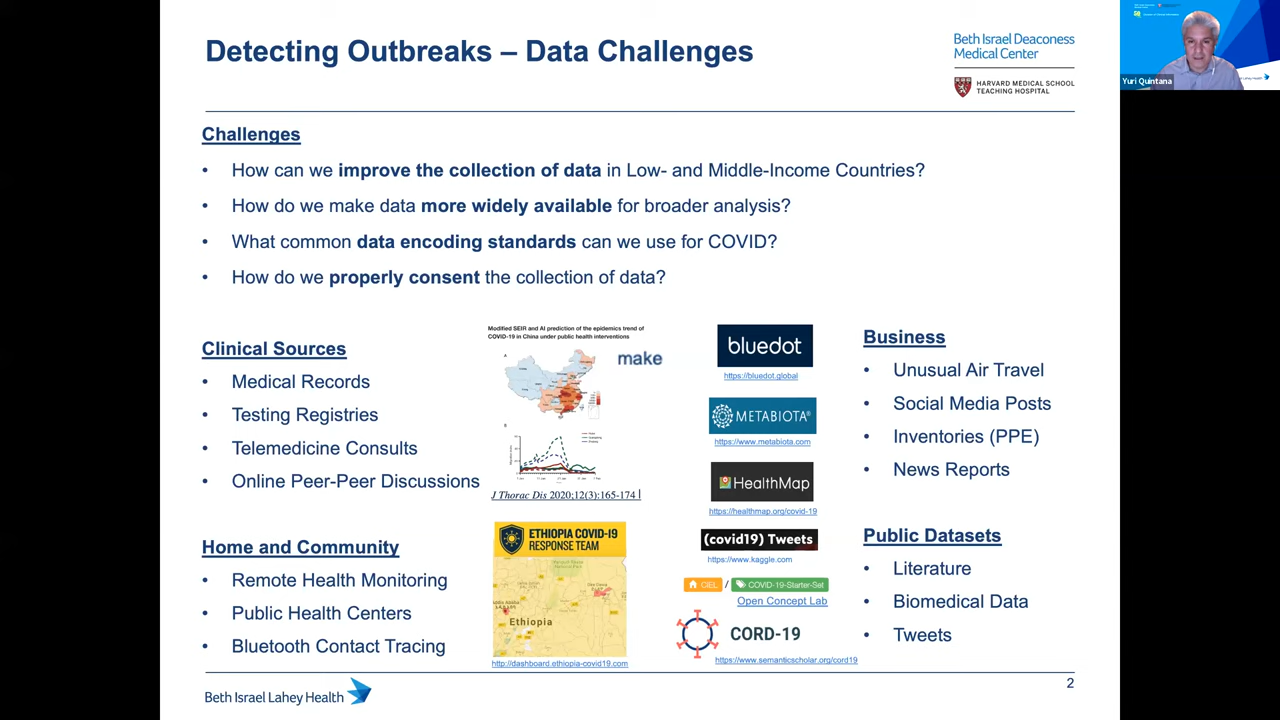 Detecting Outbreaks – Data Challenges
Beth Israel Deaconess
Medical Center
HARVARD MEDICAL SCHOOL
TEACHING HOSPITAL
Yuri Quintana
Challenges
• How can we improve the collection of data in Low- and Middle-Income Countries?
• How do we make data more widely available for broader analysis?
• What common data encoding standards can we use for COVID?
• How do we properly consent the collection of data?
Clinical Sources
• Medical Records
• Testing Registries
• Telemedicine Consults
• Online Peer-Peer Discussions
Home and Community
• Remote Health Monitoring
• Public Health Centers
• Bluetooth Contact Tracing
Modified SEIR and AI prediction of the epidemics trend of
COVID-19 in China under public health interventions
A
make
B
J Thorac Dis 2020;12(3):165-174
ETHIOPIA COVID-19
RESPONSE TEAM
Ethiopia
http://dashboard.ethiopia-covid19.com
bluedot
https://bluedot.global
METABIOTA®
https://www.metabiota.com
HealthMap
https://healthmap.org/covid-19
(covid19) Tweets
https://www.kaggle.com
CIEL / COVID-19-Starter-Set
Open Concept Lab
CORD-19
https://www.semanticscholar.org/cord19
Business
• Unusual Air Travel
• Social Media Posts
• Inventories (PPE)
• News Reports
Public Datasets
• Literature
• Biomedical Data
• Tweets
Beth Israel Lahey Health
2